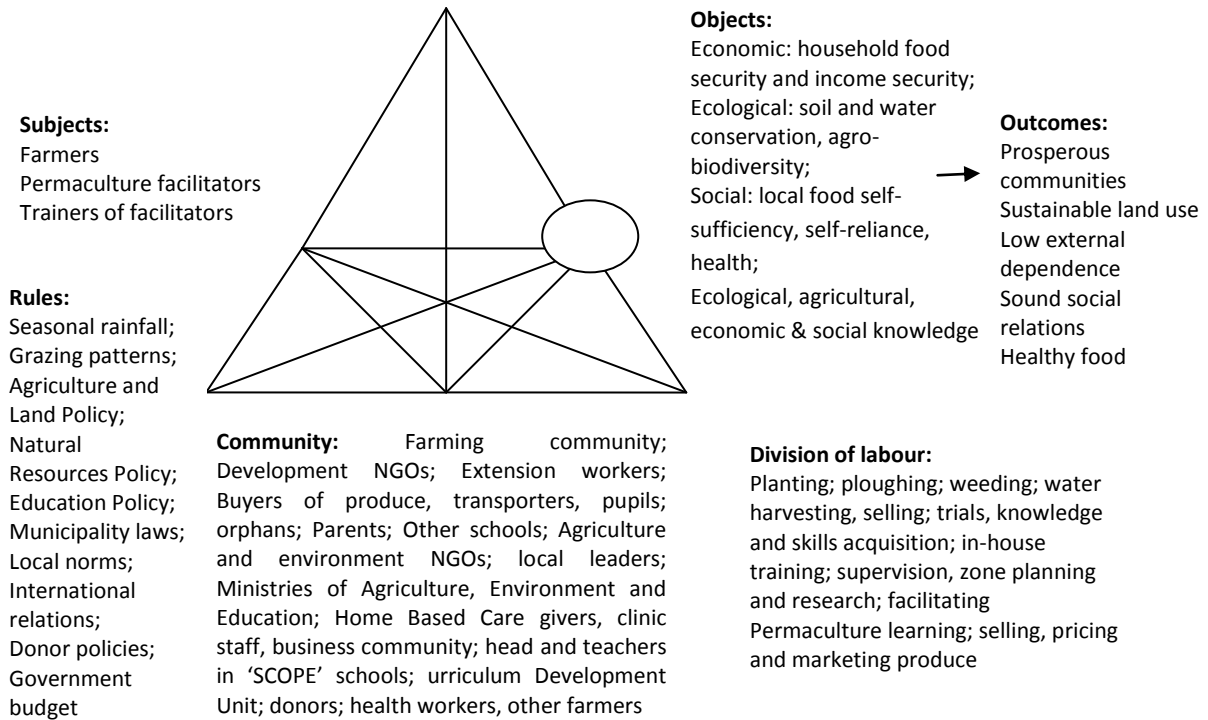 Subjects:
Farmers
Permaculture facilitators
Trainers of facilitators
Objects:
Economic: household food
security and income security;
Ecological: soil and water
conservation, agro-
biodiversity;
Social: local food self-
sufficiency, self-reliance,
health;
Ecological, agricultural,
economic & social knowledge
Outcomes:
Prosperous
communities
Sustainable land use
Low external
dependence
Sound social
relations
Healthy food
Rules:
Seasonal rainfall;
Grazing patterns;
Agriculture and
Land Policy;
Natural
Resources Policy;
Education Policy;
Municipality laws;
Local norms;
International
relations;
Donor policies;
Government
budget
Community: Farming community;
Development NGOs; Extension workers;
Buyers of produce, transporters, pupils;
orphans; Parents; Other schools; Agriculture
and environment NGOs; local leaders;
Ministries of Agriculture, Environment and
Education; Home Based Care givers, clinic
staff, business community; head and teachers
in ‘SCOPE’ schools; urriculum Development
Unit; donors; health workers, other farmers
Division of labour:
Planting; ploughing; weeding; water
harvesting, selling; trials, knowledge
and skills acquisition; in-house
training; supervision, zone planning
and research; facilitating
Permaculture learning; selling, pricing
and marketing produce